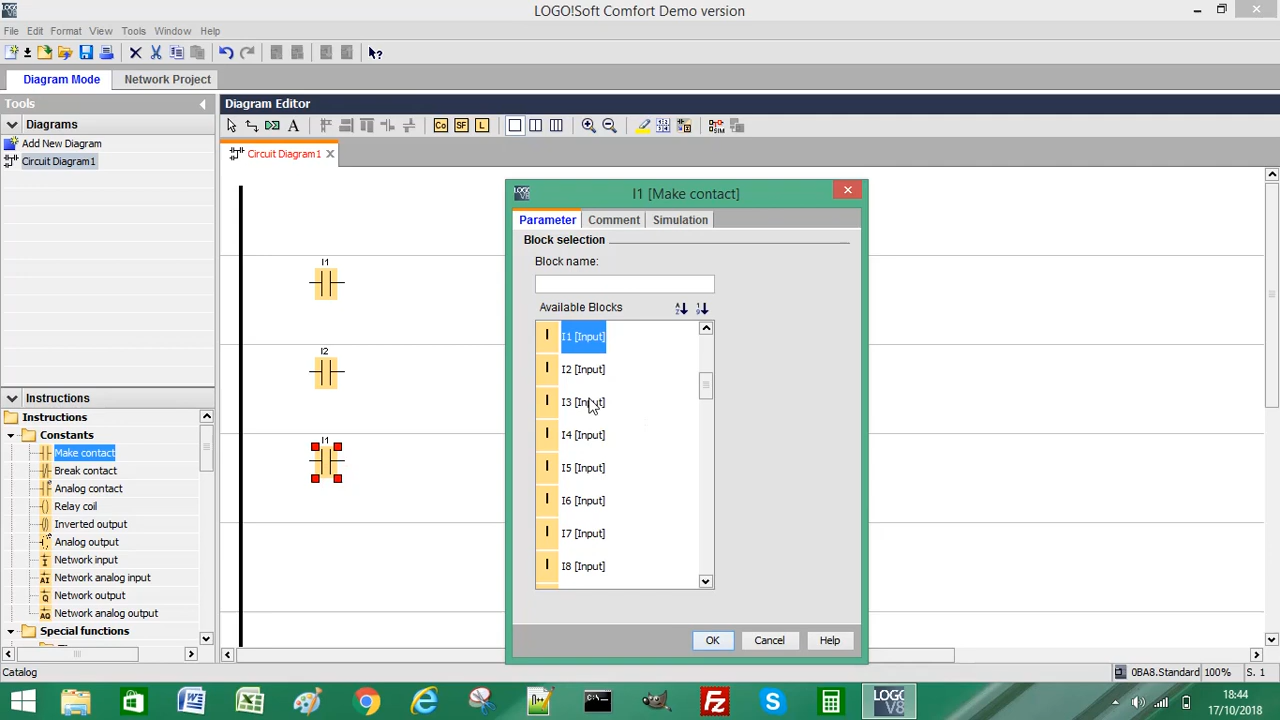 LOGO!Soft Comfort Demo version
File Edit Format View Tools Window Help
Diagram Mode Network Project
Tools
Diagrams
Add New Diagram
Circuit Diagram1
Instructions
Instructions
Constants
Make contact
Break contact
Analog contact
Relay coil
Inverted output
Analog output
Network input
Network analog input
Network output
Network analog output
Special functions
Catalog
Diagram Editor
Co SF L
Circuit Diagram1
I1
I2
I1
I1 [Make contact]
Parameter Comment Simulation
Block selection
Block name:
Available Blocks
I I1 [Input]
I I2 [Input]
I I3 [Input]
I I4 [Input]
I I5 [Input]
I I6 [Input]
I I7 [Input]
I I8 [Input]
OK Cancel Help
0BA8.Standard 100% S. 1
18:44
17/10/2018